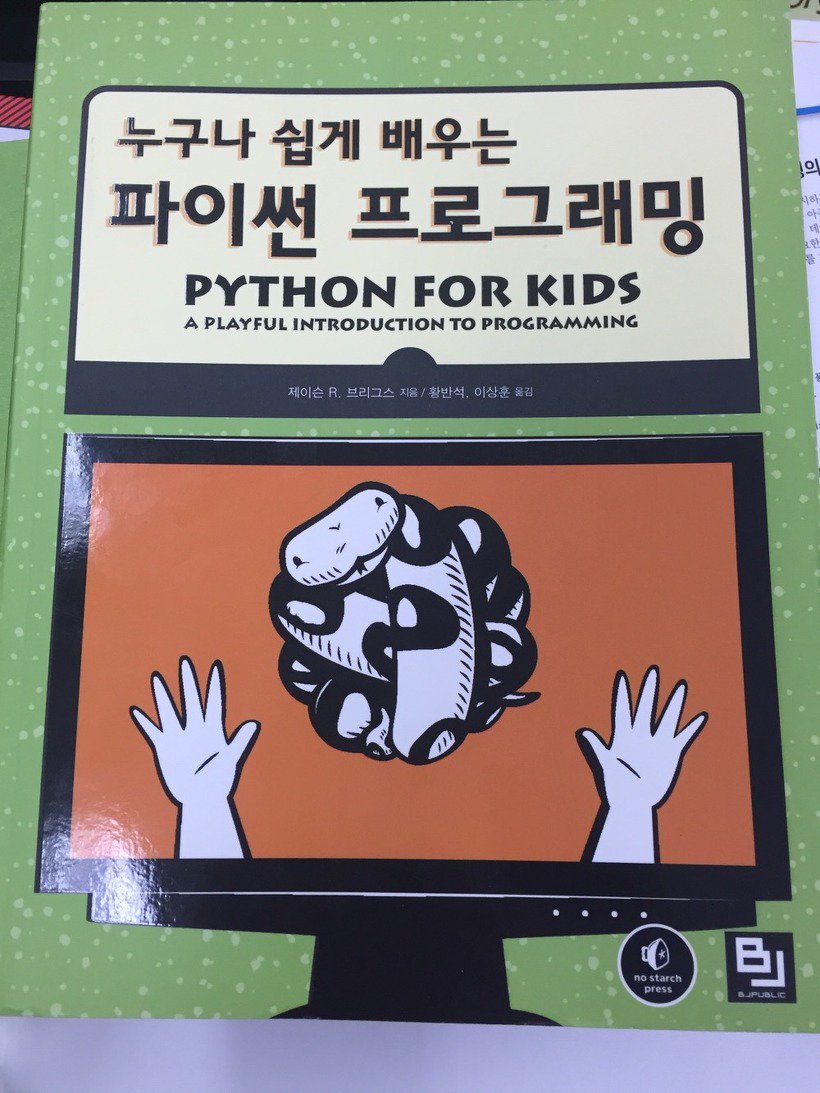 누구나 쉽게 배우는
파이썬 프로그래밍
PYTHON FOR KIDS
A PLAYFUL INTRODUCTION TO PROGRAMMING
제이슨 R. 브리그스 지음 / 황반석, 이상훈 옮김
no starch
press
BJ
BJPUBLIC